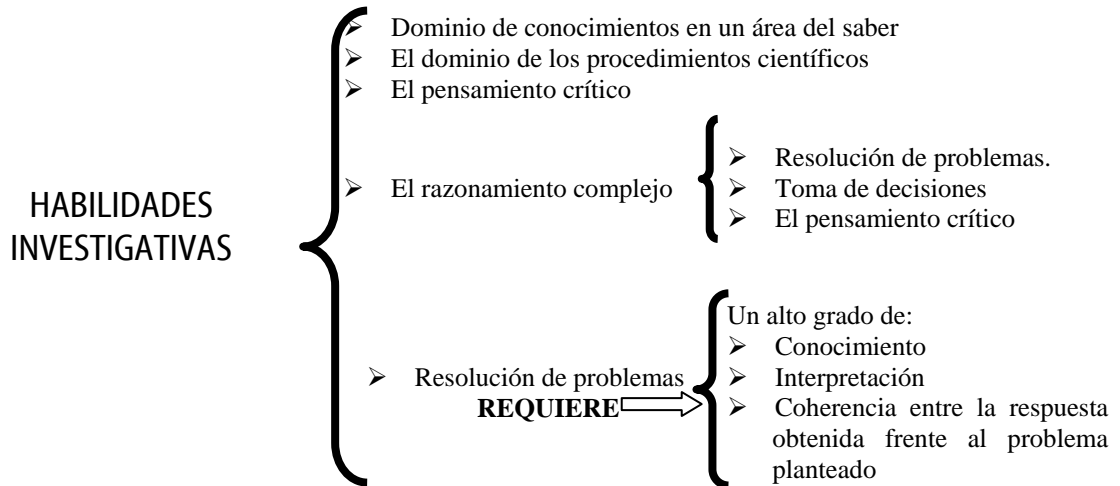 HABILIDADES
INVESTIGATIVAS
➢ Dominio de conocimientos en un área del saber
➢ El dominio de los procedimientos científicos
➢ El pensamiento crítico
➢ El razonamiento complejo
➢ Resolución de problemas.
➢ Toma de decisiones
➢ El pensamiento crítico
➢ Resolución de problemas
REQUIERE
Un alto grado de:
➢ Conocimiento
➢ Interpretación
➢ Coherencia entre la respuesta
obtenida frente al problema
planteado